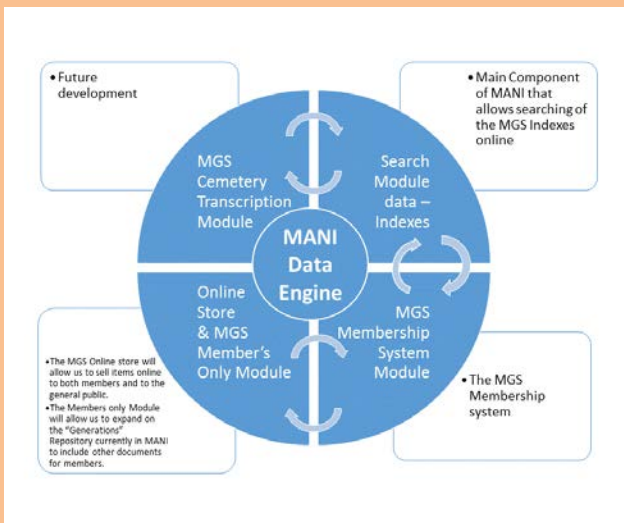 • Future
development
• Main Component
of MANI that
allows searching of
the MGS Indexes
online
MGS
Cemetery
Transcription
Module
Search
Module
data –
Indexes
MANI
Data
Engine
Online
Store
& MGS
Member's
Only Module
MGS
Membership
System
Module
• The MGS Online store will
allow us to sell items online
to both members and to the
general public.
• The Members only Module
will allow us to expand on
the "Generations"
Repository currently in MANI
to include other documents
for members.
• The MGS
Membership
system